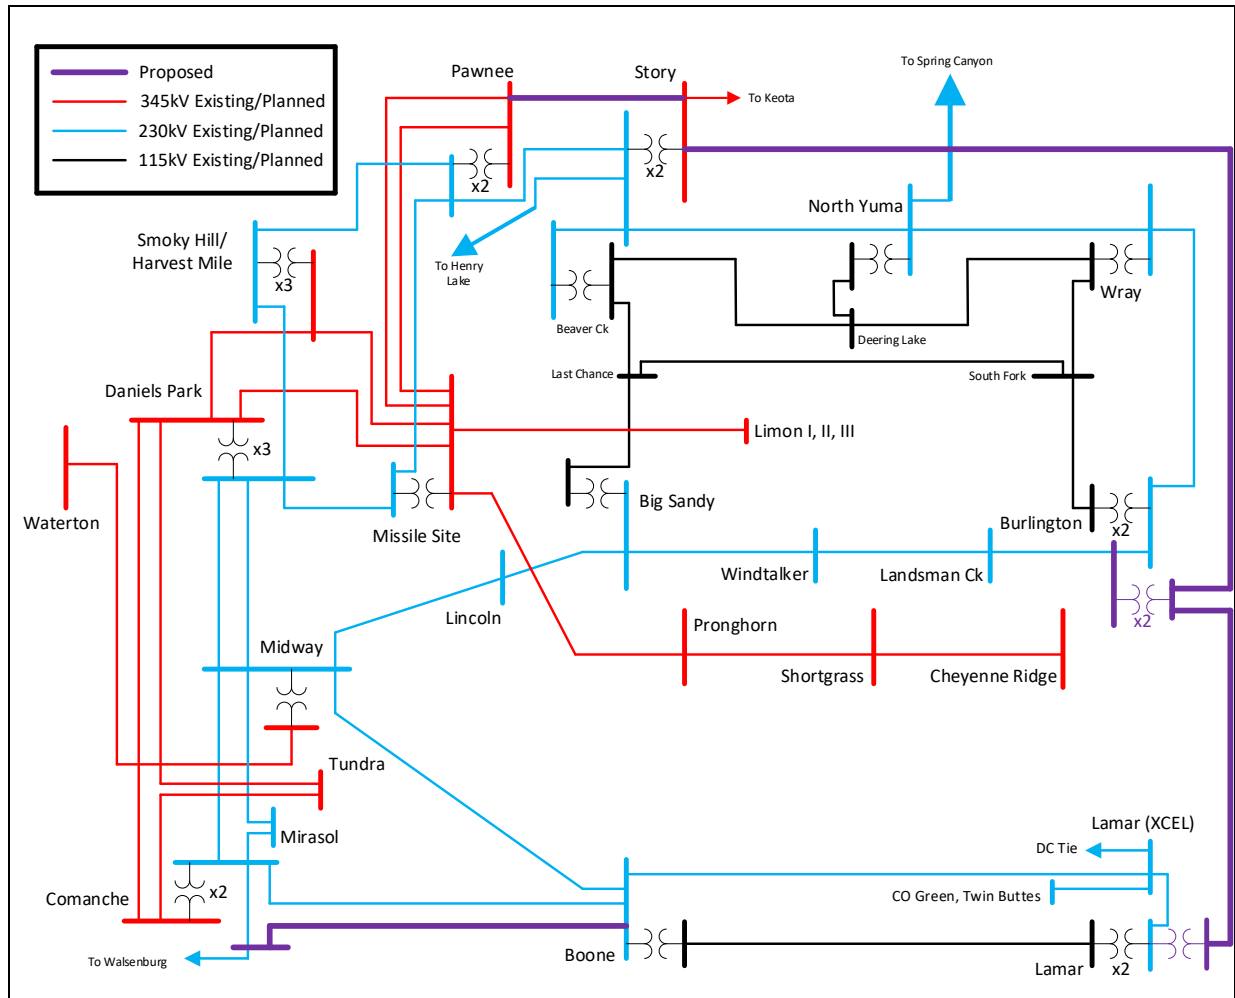 Proposed
345kV Existing/Planned
230kV Existing/Planned
115kV Existing/Planned
Pawnee
Story
To Keota
To Spring Canyon
x2
x2
North Yuma
Smoky Hill/
Harvest Mile
x3
To Henry
Lake
Wray
Beaver Ck
Deering Lake
Last Chance
South Fork
Daniels Park
x3
Limon I, II, III
Waterton
Missile Site
Big Sandy
Burlington
x2
Windtalker
Landsman Ck
Lincoln
x2
Pronghorn
Midway
Shortgrass
Cheyenne Ridge
Tundra
Mirasol
Lamar (XCEL)
DC Tie
CO Green, Twin Buttes
Comanche
x2
To Walsenburg
Boone
Lamar
x2